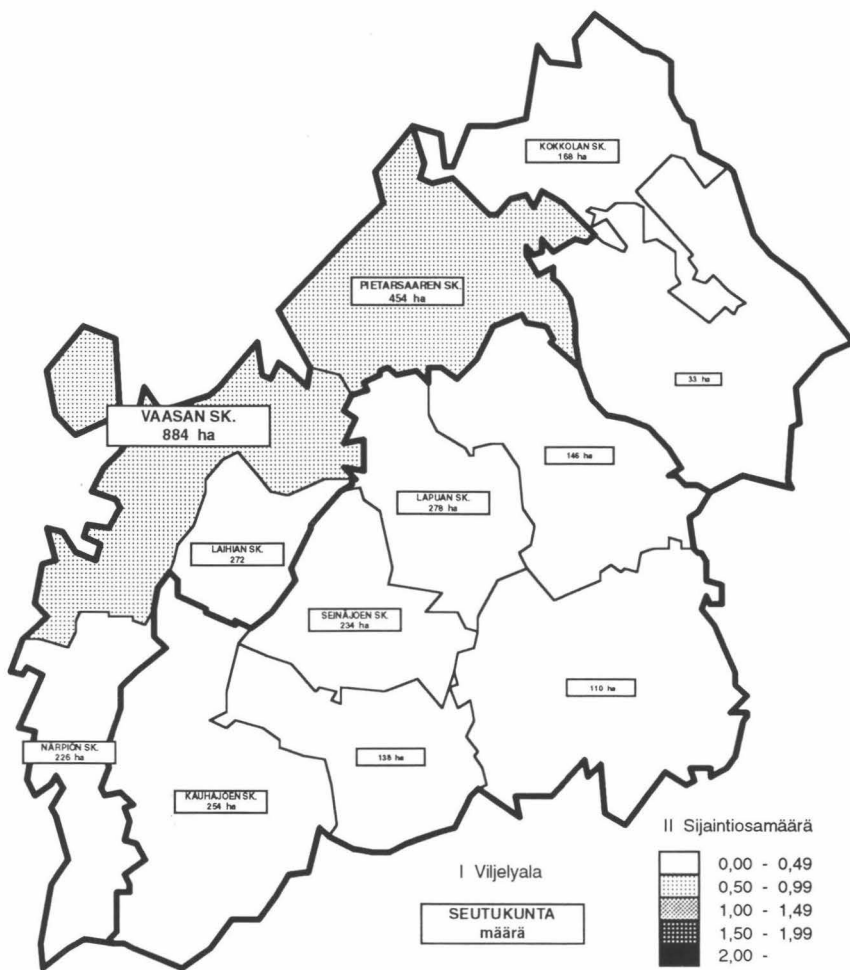 KOKKOLAN SK.
168 ha
PIETARSAAREN SK.
454 ha
33 ha
VAASAN SK.
884 ha
146 ha
LAPUAN SK.
278 ha
LAIHIAN SK.
272
SEINÄJOEN SK.
234 ha
110 ha
NÄRPIÖN SK.
226 ha
138 ha
KAUHAJOEN SK.
254 ha
I Viljelyala
SEUTUKUNTA
määrä
II Sijaintiosamäärä
0,00 - 0,49
0,50 - 0,99
1,00 - 1,49
1,50 - 1,99
2,00 -